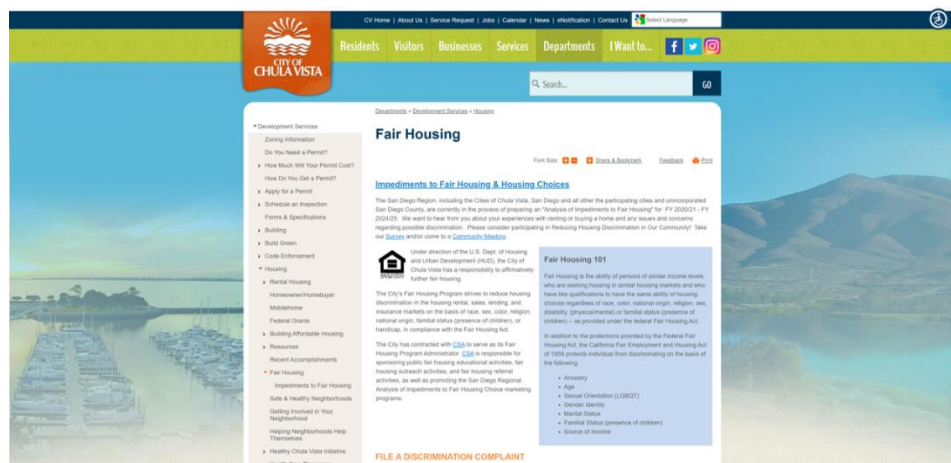 CV Home | About Us | Service Request | Jobs | Calendar | News | eNotification | Contact Us
Select Language
CITY OF
CHULA VISTA
Residents Visitors Businesses Services Departments I Want to...
Search...
GO
Departments » Development Services » Housing
Development Services
Zoning Information
Do You Need a Permit?
How Much Will Your Permit Cost?
How Do You Get a Permit?
Apply for a Permit
Schedule an Inspection
Forms & Specifications
Building
Build Green
Code Enforcement
Housing
Rental Housing
Homeowner/Homebuyer
Mobilehome
Federal Grants
Building Affordable Housing
Resources
Recent Accomplishments
Fair Housing
Impediments to Fair Housing
Safe & Healthy Neighborhoods
Getting Involved in Your
Neighborhood
Helping Neighborhoods Help
Themselves
Healthy Chula Vista Initiative
Fair Housing
Font Size: Share & Bookmark Feedback Print
Impediments to Fair Housing & Housing Choices
The San Diego Region, including the Cities of Chula Vista, San Diego and all other the participating cities and unincorporated
San Diego County, are currently in the process of preparing an "Analysis of Impediments to Fair Housing" for FY 2020/21 - FY
2024/25. We want to hear from you about your experiences with renting or buying a home and any issues and concerns
regarding possible discrimination. Please consider participating in Reducing Housing Discrimination in Our Community! Take
our Survey and/or come to a Community Meeting.
Under direction of the U.S. Dept. of Housing
and Urban Development (HUD), the City of
Chula Vista has a responsibility to affirmatively
further fair housing.
The City's Fair Housing Program strives to reduce housing
discrimination in the housing rental, sales, lending, and
insurance markets on the basis of race, sex, color, religion,
national origin, familial status (presence of children), or
handicap, in compliance with the Fair Housing Act.
The City has contracted with CSA to serve as its Fair
Housing Program Administrator. CSA is responsible for
sponsoring public fair housing educational activities, fair
housing outreach activities, and fair housing referral
activities, as well as promoting the San Diego Regional
Analysis of Impediments to Fair Housing Choice marketing
programs.
Fair Housing 101
Fair Housing is the ability of persons of similar income levels
who are seeking housing in similar housing markets and who
have like qualifications to have the same ability of housing
choices regardless of race, color, national origin, religion, sex,
disability, (physical/mental) or familial status (presence of
children) – as provided under the federal Fair Housing Act.
In addition to the protections provided by the Federal Fair
Housing Act, the California Fair Employment and Housing Act
of 1959 protects individual from discriminating on the basis of
the following:
Ancestry
Age
Sexual Orientation (LGBQT)
Gender Identity
Marital Status
Familial Status (presence of children)
Source of Income
FILE A DISCRIMINATION COMPLAINT